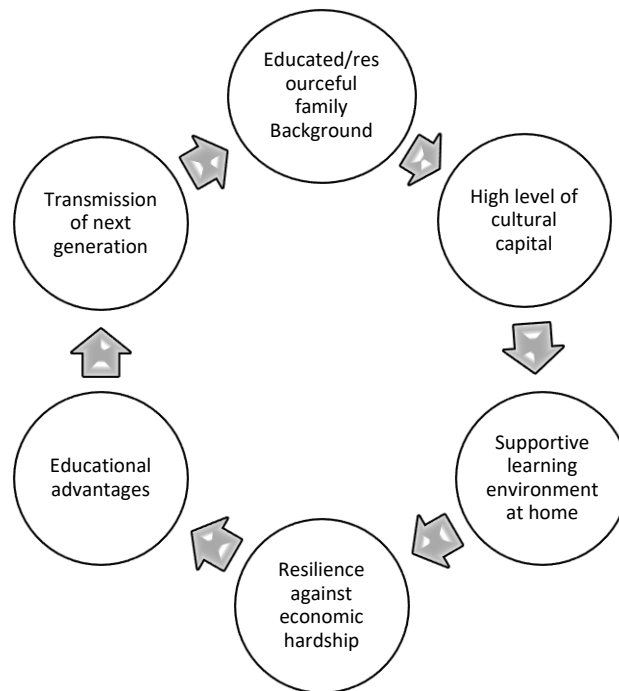 Educated/res
ourceful
family
Background
High level of
cultural
capital
Supportive
learning
environment
at home
Resilience
against
economic
hardship
Educational
advantages
Transmission
of next
generation